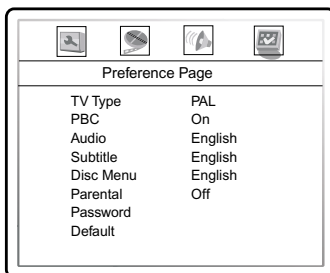 Preference Page
TV Type PAL
PBC On
Audio English
Subtitle English
Disc Menu English
Parental Off
Password
Default